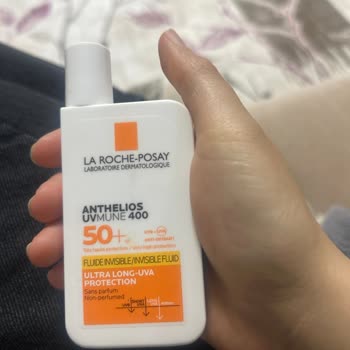 LA ROCHE-POSAY
LABORATOIRE DERMATOLOGIQUE
ANTHELIOS
UVMUNE 400
50+
FLUIDE INVISIBLE/INVISIBLE FLUID
ULTRA LONG-UVA
PROTECTION
Sans parfum
Non-perfumed